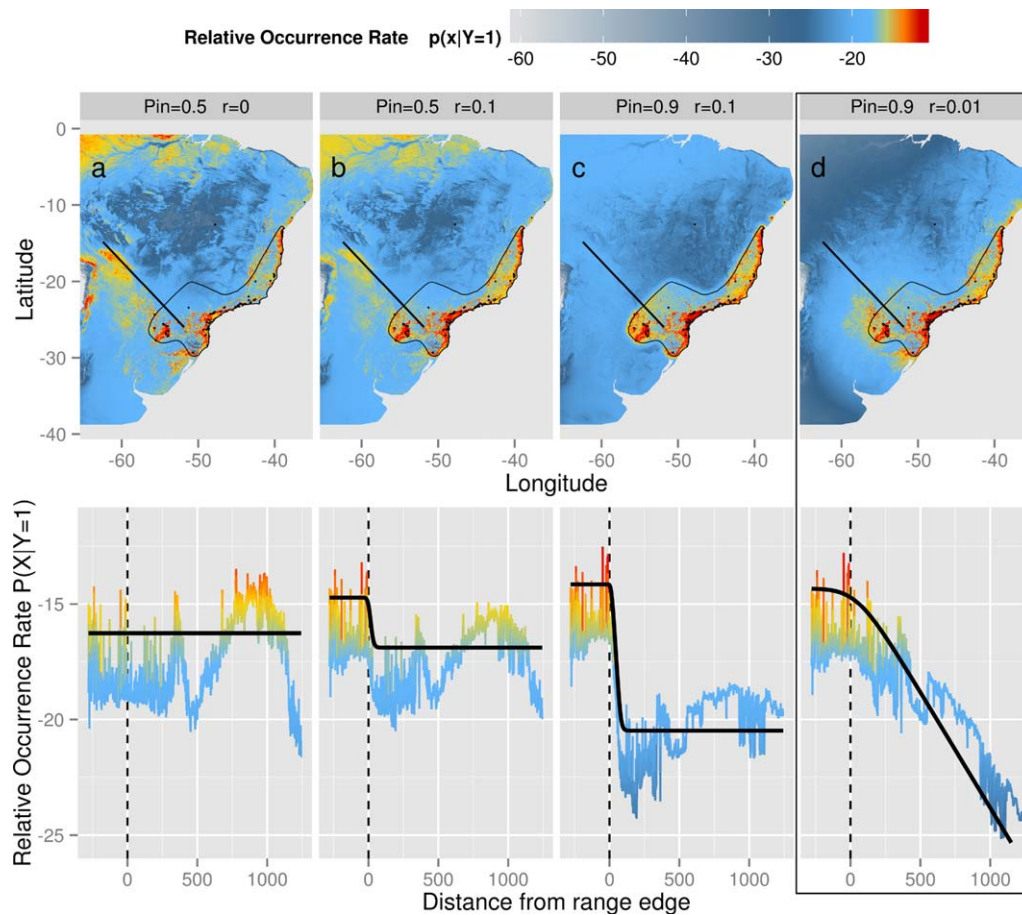 Relative Occurrence Rate p(x|Y=1)
-60 -50 -40 -30 -20
Pin=0.5 r=0
Pin=0.5 r=0.1
Pin=0.9 r=0.1
Pin=0.9 r=0.01
a
b
c
d
Latitude
0
-10
-20
-30
-40
-60 -50 -40
-60 -50 -40
-60 -50 -40
-60 -50 -40
Longitude
Relative Occurrence Rate P(X|Y=1)
-15
-20
-25
0 500 1000
0 500 1000
0 500 1000
0 500 1000
Distance from range edge